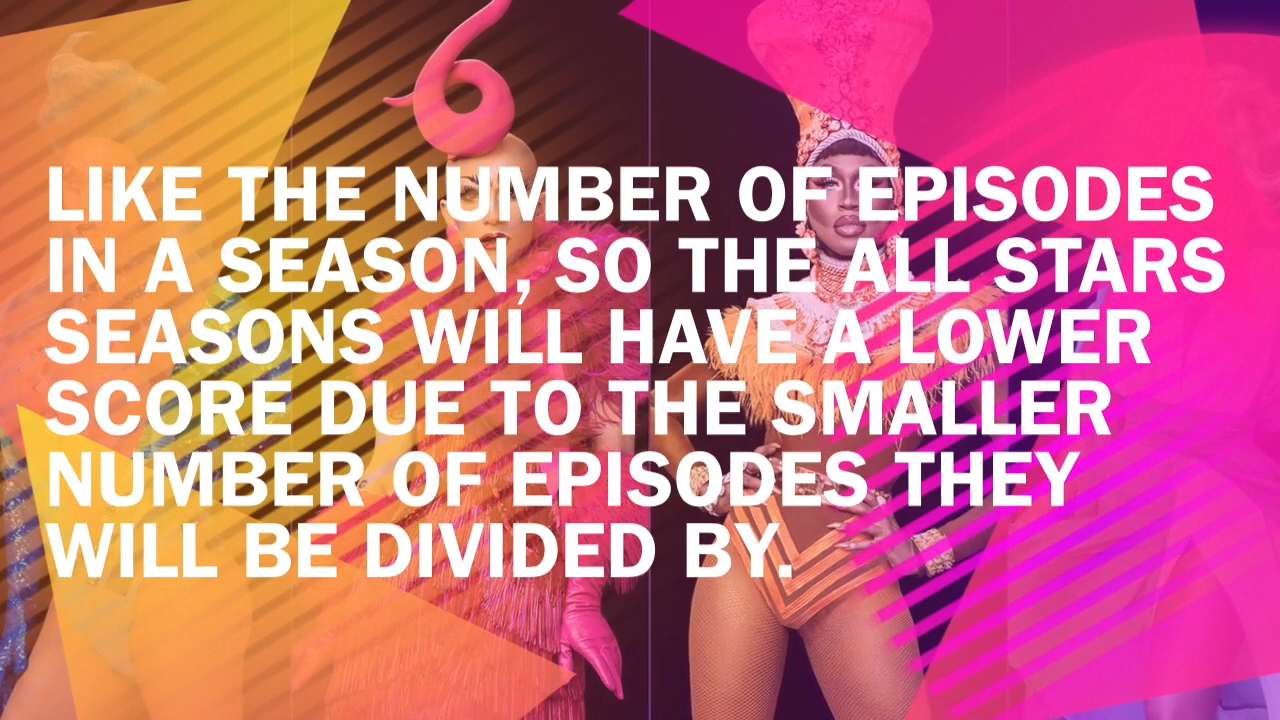 LIKE THE NUMBER OF EPISODES
IN A SEASON, SO THE ALL STARS
SEASONS WILL HAVE A LOWER
SCORE DUE TO THE SMALLER
NUMBER OF EPISODES THEY
WILL BE DIVIDED BY.